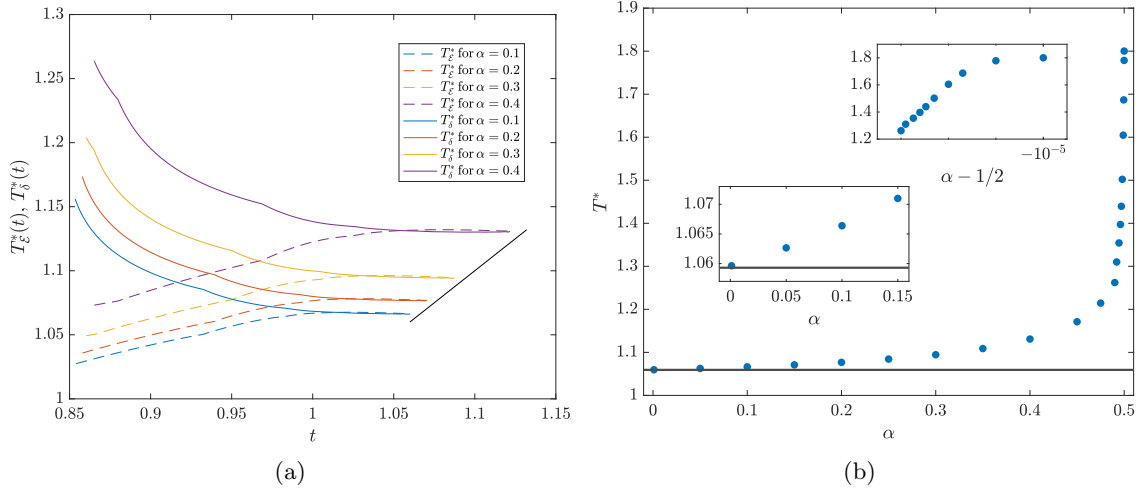 1.3
1.25
1.2
1.15
1.1
1.05
1
0.85 0.9 0.95 1 1.05 1.1 1.15
t
T*_ℰ(t), T*_δ(t)
T*_ℰ for α = 0.1
T*_ℰ for α = 0.2
T*_ℰ for α = 0.3
T*_ℰ for α = 0.4
T*_δ for α = 0.1
T*_δ for α = 0.2
T*_δ for α = 0.3
T*_δ for α = 0.4
(a)
1.9
1.8
1.7
1.6
1.5
1.4
1.3
1.2
1.1
1
0 0.1 0.2 0.3 0.4 0.5
α
T*
1.8
1.6
1.4
1.2
−10⁻⁵
α − 1/2
1.07
1.065
1.06
0 0.05 0.1 0.15
α
(b)